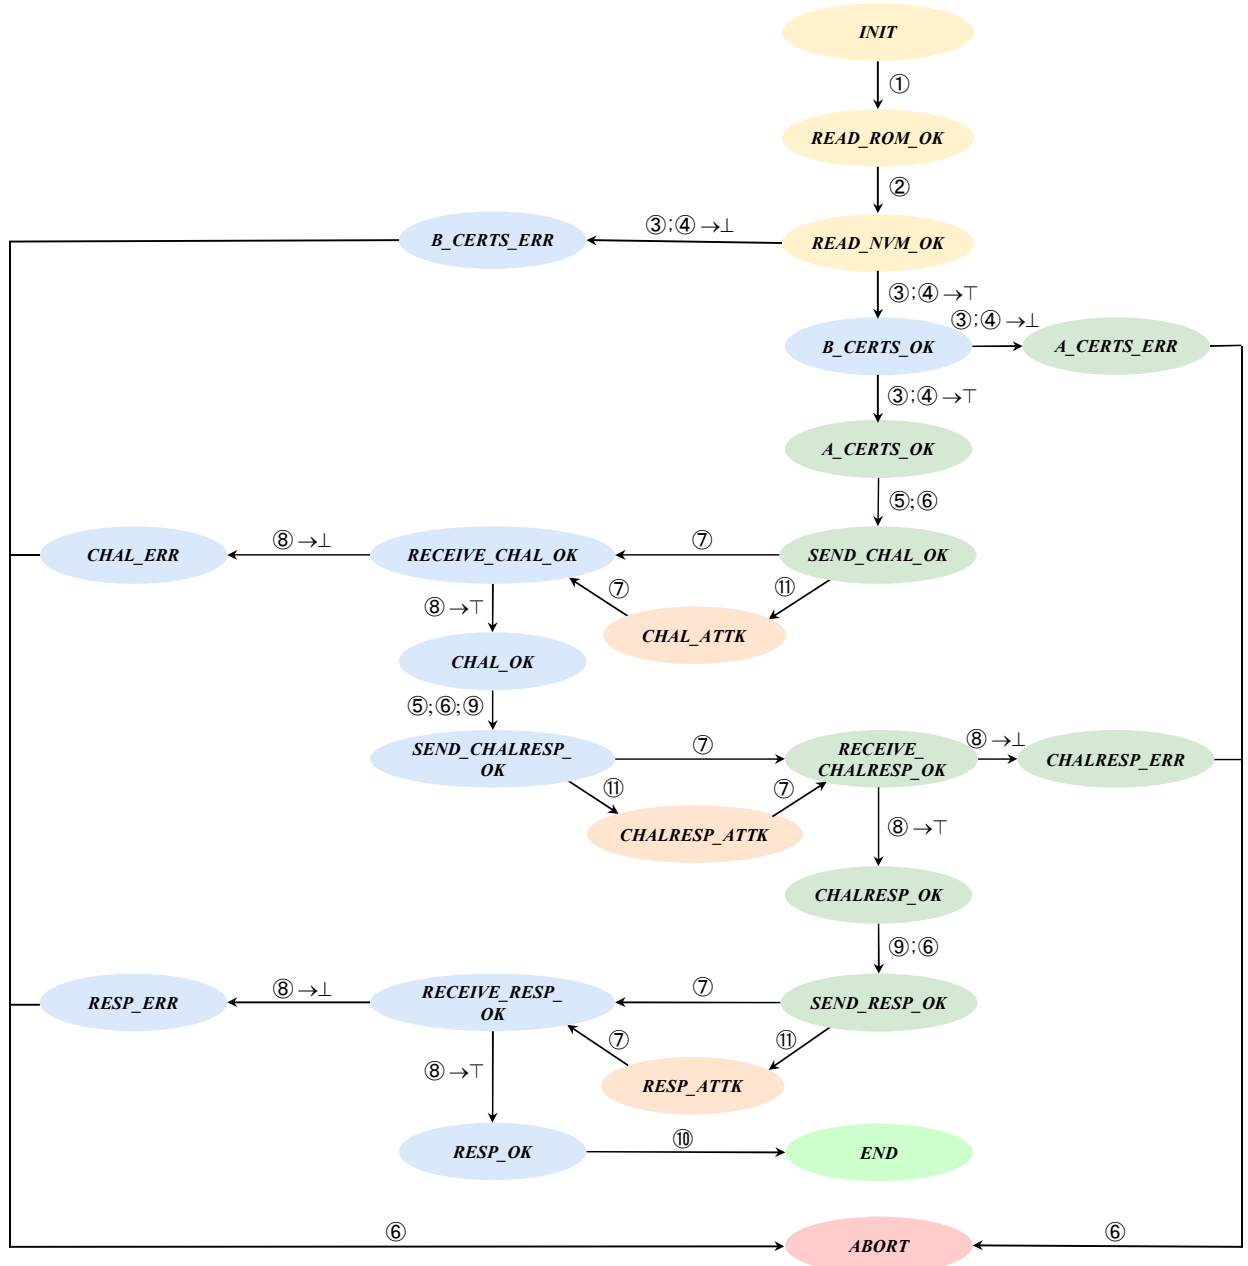 INIT
①
READ_ROM_OK
②
③;④→⊥
B_CERTS_ERR
READ_NVM_OK
③;④→⊤
③;④→⊥
B_CERTS_OK
A_CERTS_ERR
③;④→⊤
A_CERTS_OK
⑤;⑥
CHAL_ERR
⑧→⊥
RECEIVE_CHAL_OK
⑦
SEND_CHAL_OK
⑦
⑪
⑧→⊤
CHAL_ATTK
CHAL_OK
⑤;⑥;⑨
SEND_CHALRESP_
OK
⑦
RECEIVE_
CHALRESP_OK
⑧→⊥
CHALRESP_ERR
⑪
⑦
CHALRESP_ATTK
⑧→⊤
CHALRESP_OK
⑨;⑥
RESP_ERR
⑧→⊥
RECEIVE_RESP_
OK
⑦
SEND_RESP_OK
⑦
⑪
⑧→⊤
RESP_ATTK
RESP_OK
⑩
END
⑥
ABORT
⑥